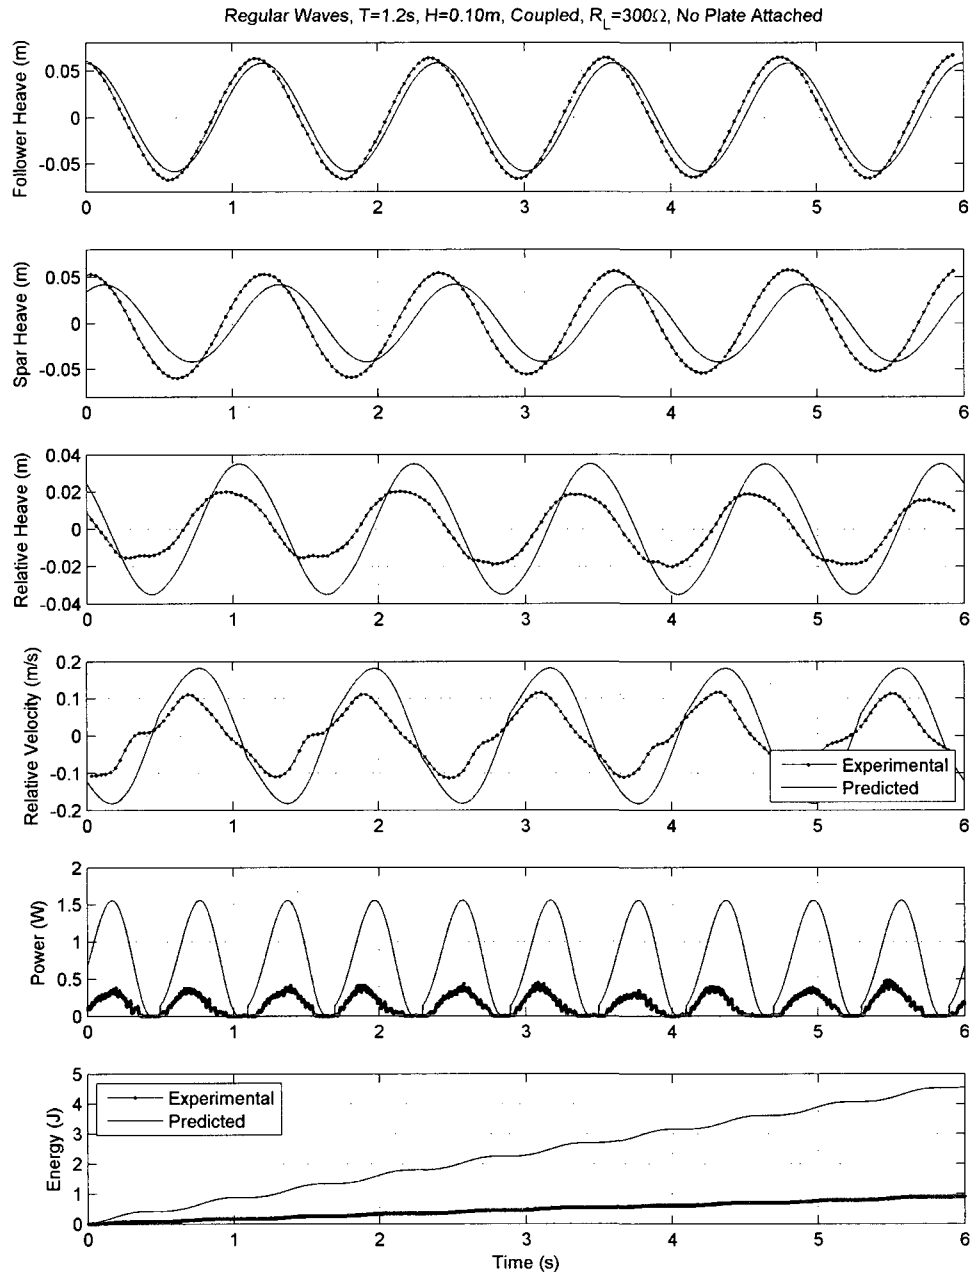 Regular Waves, T=1.2s, H=0.10m, Coupled, R_L=300Ω, No Plate Attached
Follower Heave (m)
0.05
0
-0.05
0 1 2 3 4 5 6
Spar Heave (m)
0.05
0
-0.05
0 1 2 3 4 5 6
Relative Heave (m)
0.04
0.02
0
-0.02
-0.04
0 1 2 3 4 5 6
Relative Velocity (m/s)
0.2
0.1
0
-0.1
-0.2
Experimental
Predicted
0 1 2 3 4 5 6
Power (W)
2
1.5
1
0.5
0
0 1 2 3 4 5 6
Energy (J)
5
4
3
2
1
0
Experimental
Predicted
0 1 2 3 4 5 6
Time (s)